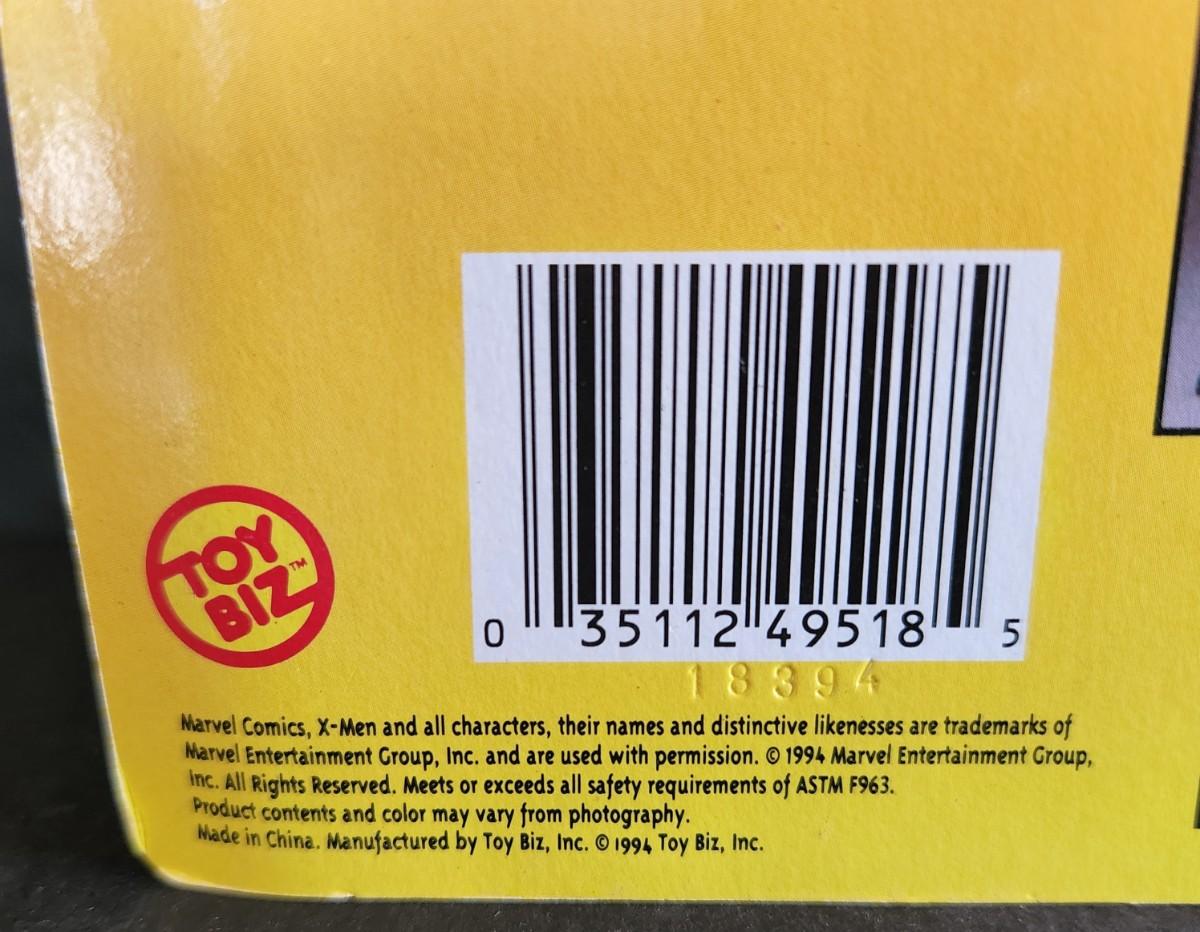 TOY
BIZ™
0 35112 49518 5
18394
Marvel Comics, X-Men and all characters, their names and distinctive likenesses are trademarks of
Marvel Entertainment Group, Inc. and are used with permission. © 1994 Marvel Entertainment Group,
Inc. All Rights Reserved. Meets or exceeds all safety requirements of ASTM F963.
Product contents and color may vary from photography.
Made in China. Manufactured by Toy Biz, Inc. © 1994 Toy Biz, Inc.